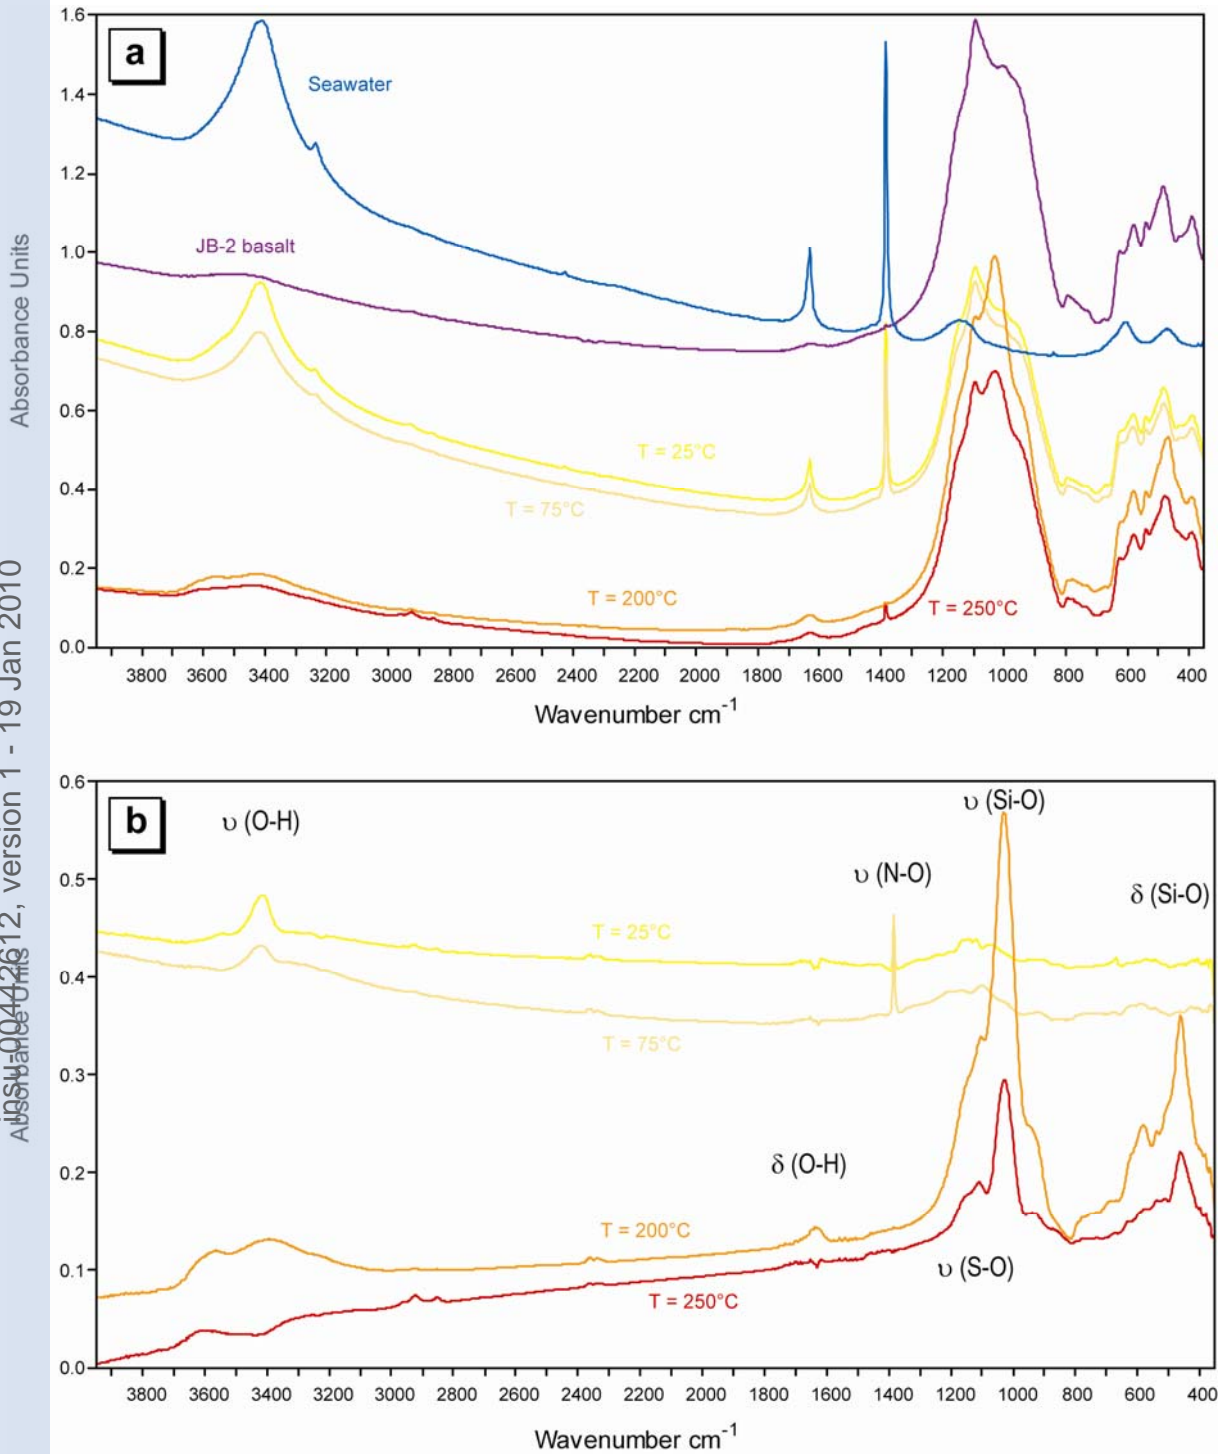 a
Seawater
JB-2 basalt
T = 25°C
T = 75°C
T = 200°C
T = 250°C
Absorbance Units
1.6
1.4
1.2
1.0
0.8
0.6
0.4
0.2
0.0
3800 3600 3400 3200 3000 2800 2600 2400 2200 2000 1800 1600 1400 1200 1000 800 600 400
Wavenumber cm-1
insu-00442612, version 1 - 19 Jan 2010
b
υ (O-H)
υ (Si-O)
υ (N-O)
δ (Si-O)
T = 25°C
T = 75°C
δ (O-H)
T = 200°C
υ (S-O)
T = 250°C
Absorbance Units
0.6
0.5
0.4
0.3
0.2
0.1
0.0
3800 3600 3400 3200 3000 2800 2600 2400 2200 2000 1800 1600 1400 1200 1000 800 600 400
Wavenumber cm-1